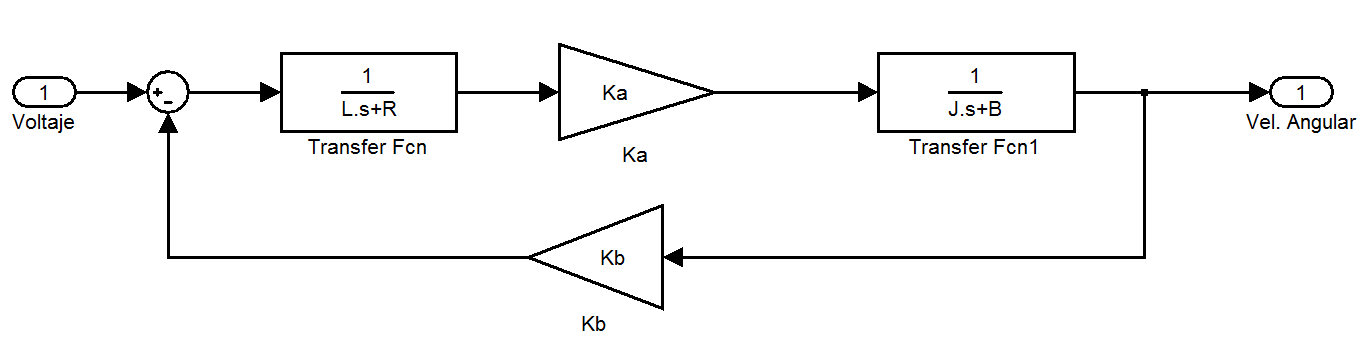 1
Voltaje
+
-
1
L.s+R
Transfer Fcn
Ka
Ka
1
J.s+B
Transfer Fcn1
1
Vel. Angular
Kb
Kb